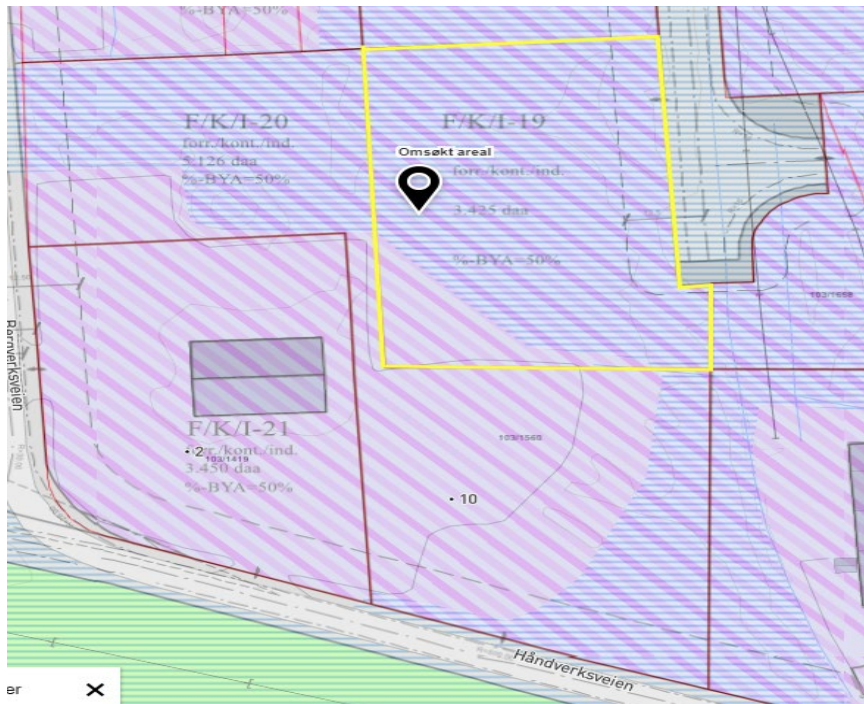 %-BYA=50%
F/K/I-20
forr./kont./ind.
5.126 daa
%-BYA=50%
F/K/I-19
Omsøkt areal
forr./kont./ind.
3.425 daa
%-BYA=50%
103/1658
Bergverksveien
F/K/I-21
forr./kont./ind.
2
103/1419
3.450 daa
%-BYA=50%
103/1560
10
Håndverksveien
er
X